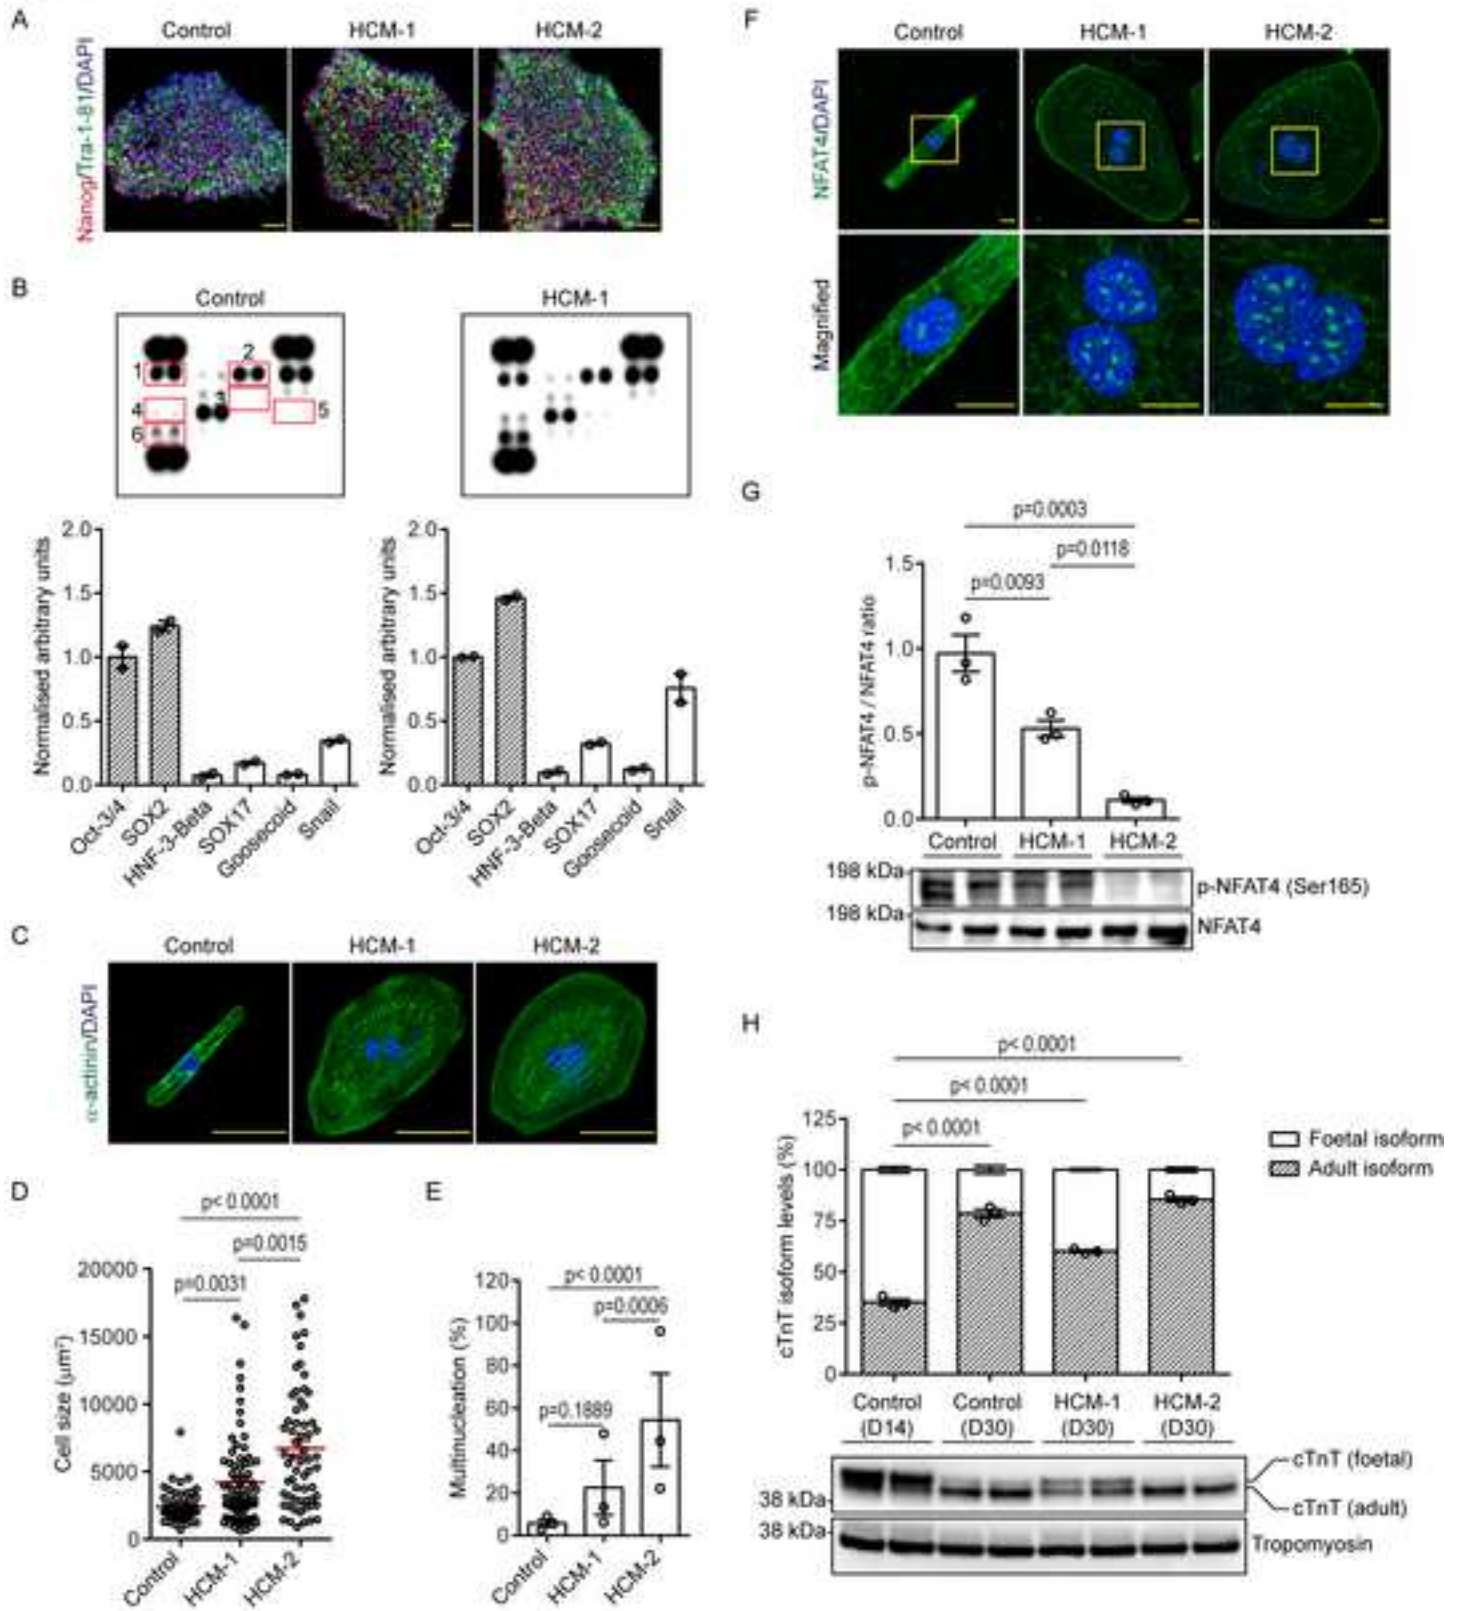 A
Control
HCM-1
HCM-2
Nanog/Tra-1-81/DAPI
B
Control
HCM-1
1
2
3
4
5
6
Normalised arbitrary units
2.0
1.5
1.0
0.5
0.0
Oct-3/4
SOX2
HNF-3-Beta
SOX17
Goosecoid
Snail
Normalised arbitrary units
2.0
1.5
1.0
0.5
0.0
Oct-3/4
SOX2
HNF-3-Beta
SOX17
Goosecoid
Snail
C
Control
HCM-1
HCM-2
α-actinin/DAPI
D
p< 0.0001
p=0.0015
p=0.0031
Cell size (µm²)
20000
15000
10000
5000
0
Control
HCM-1
HCM-2
E
p< 0.0001
p=0.0006
p=0.1889
Multinucleation (%)
120
100
80
60
40
20
0
Control
HCM-1
HCM-2
F
Control
HCM-1
HCM-2
NFAT4/DAPI
Magnified
G
p=0.0003
p=0.0118
p=0.0093
p-NFAT4 / NFAT4 ratio
1.5
1.0
0.5
0.0
Control
HCM-1
HCM-2
198 kDa
p-NFAT4 (Ser165)
198 kDa
NFAT4
H
p< 0.0001
p< 0.0001
p< 0.0001
cTnT isoform levels (%)
125
100
75
50
25
0
Foetal isoform
Adult isoform
Control
(D14)
Control
(D30)
HCM-1
(D30)
HCM-2
(D30)
cTnT (foetal)
38 kDa
cTnT (adult)
38 kDa
Tropomyosin